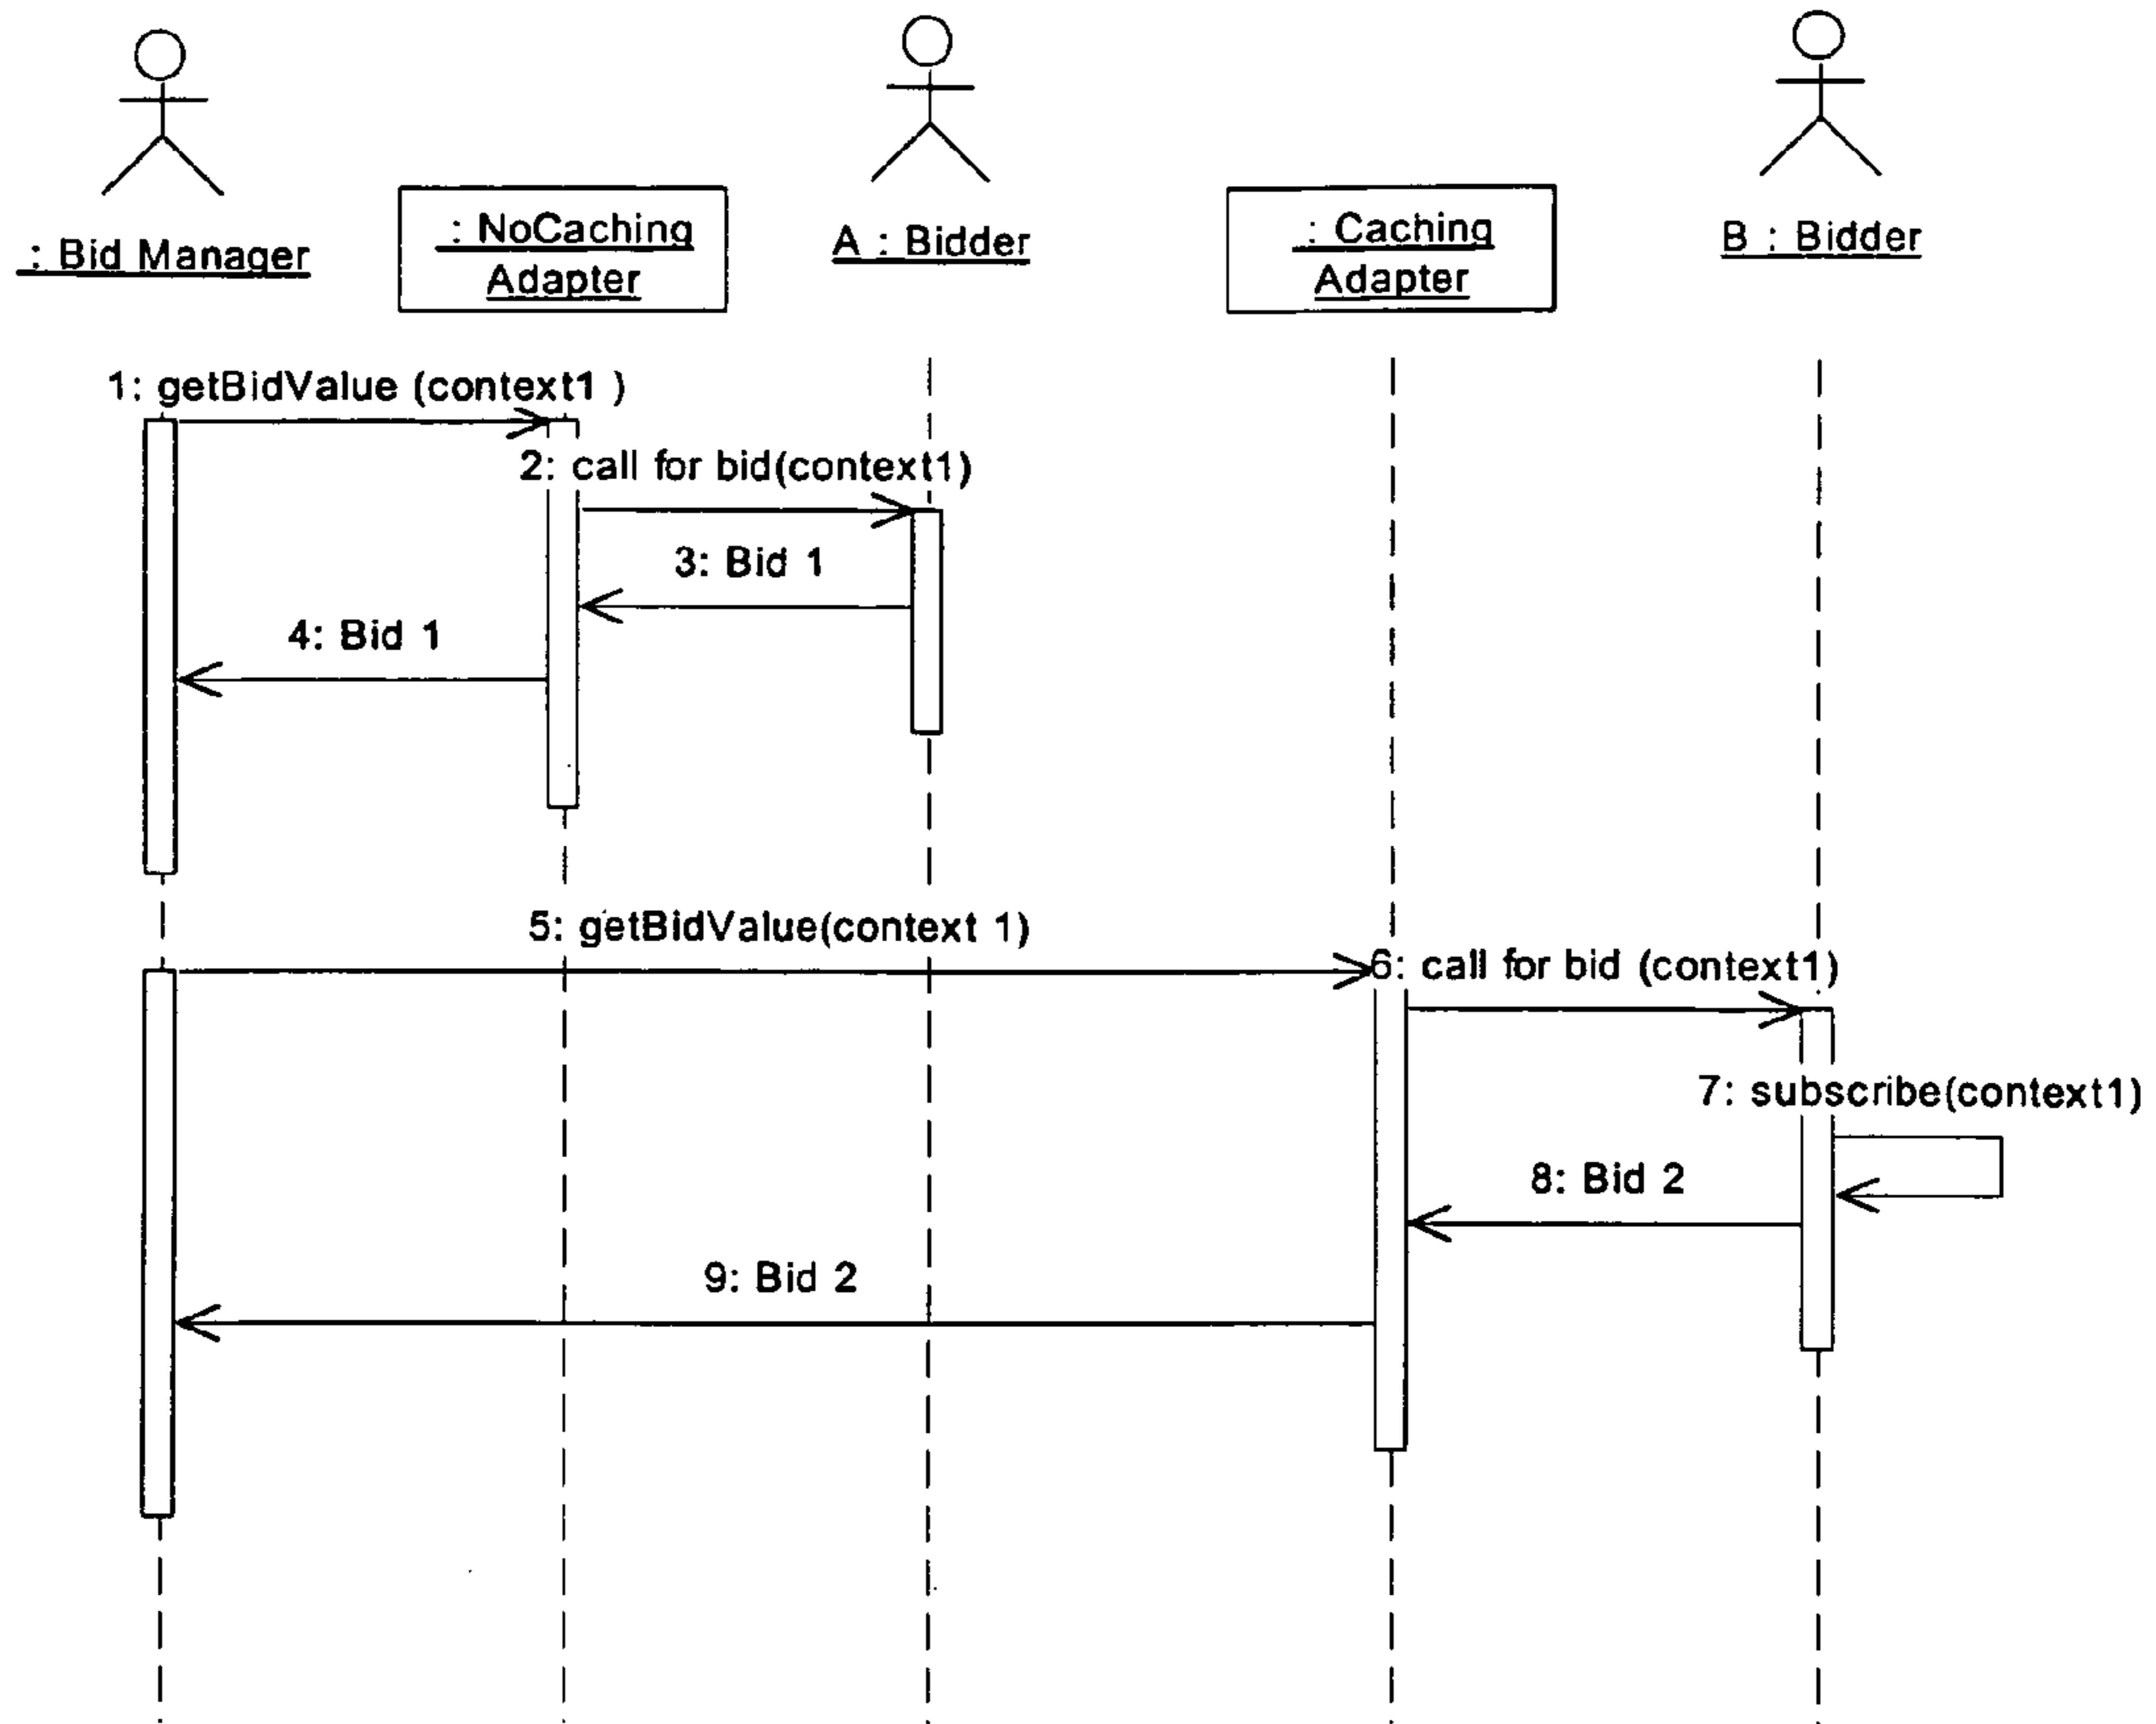 : Bid Manager
: NoCaching
Adapter
A : Bidder
: Caching
Adapter
B : Bidder
1: getBidValue (context1 )
2: call for bid(context1)
3: Bid 1
4: Bid 1
5: getBidValue(context 1)
6: call for bid (context1)
7: subscribe(context1)
8: Bid 2
9: Bid 2